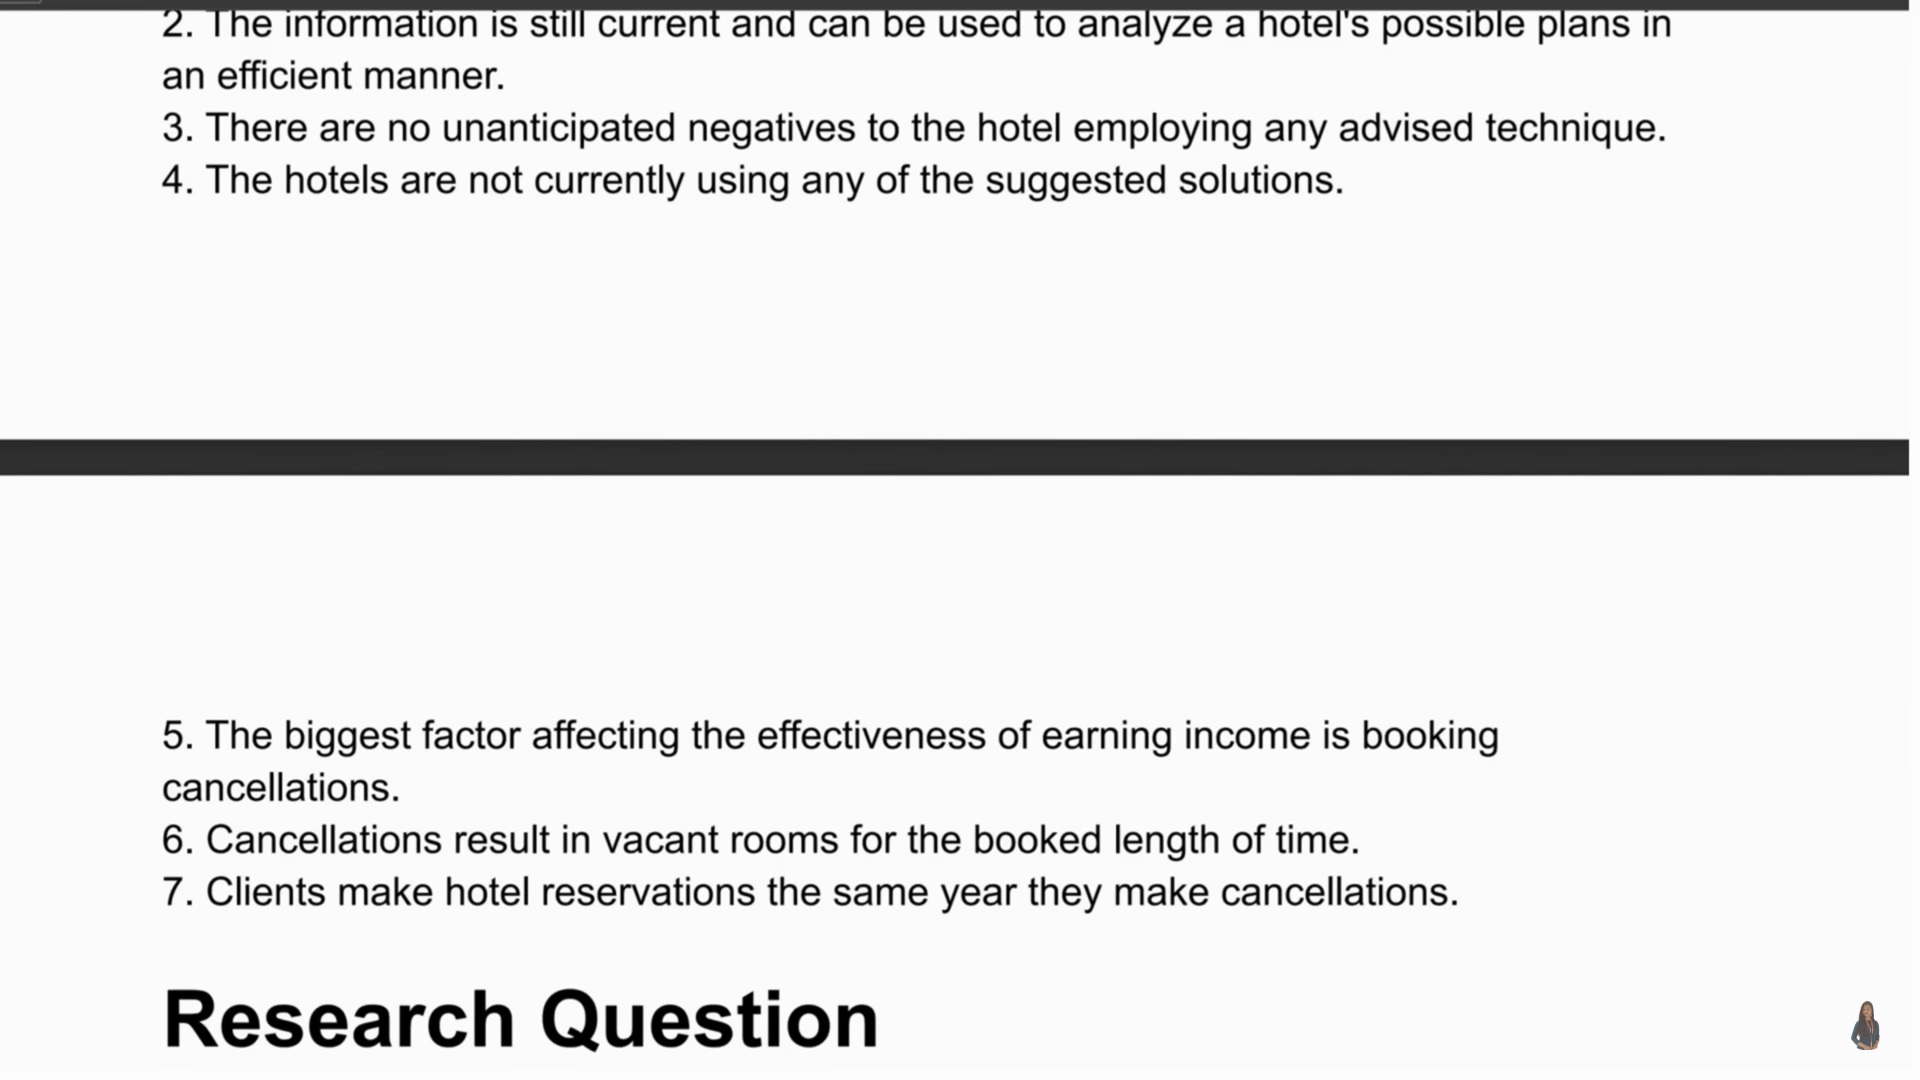 2. The information is still current and can be used to analyze a hotel's possible plans in
an efficient manner.
3. There are no unanticipated negatives to the hotel employing any advised technique.
4. The hotels are not currently using any of the suggested solutions.
5. The biggest factor affecting the effectiveness of earning income is booking
cancellations.
6. Cancellations result in vacant rooms for the booked length of time.
7. Clients make hotel reservations the same year they make cancellations.
Research Question